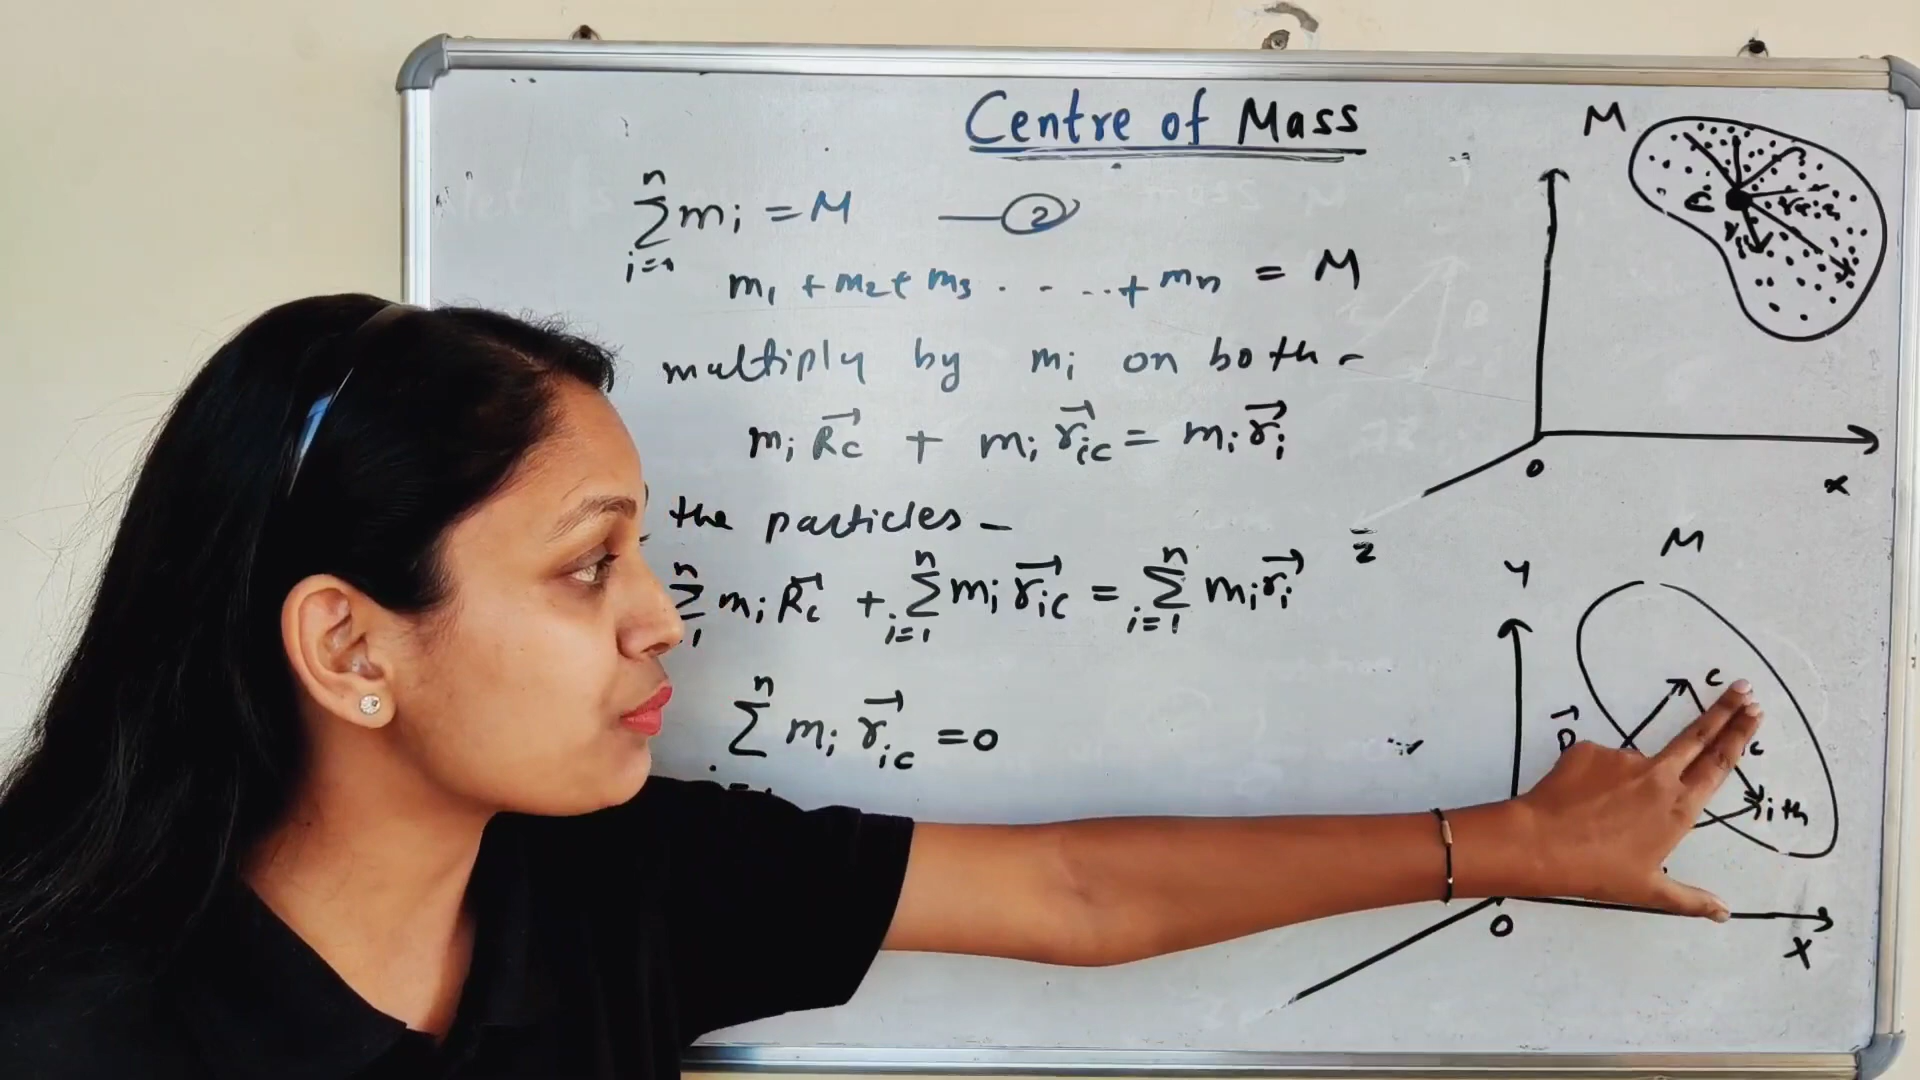 Centre of Mass
n
∑ mᵢ = M —②
i=1
m₁ + m₂ + m₃ . . . . . + mₙ = M
multiply by mᵢ on both –
mᵢ R⃗c + mᵢ r⃗ic = mᵢ r⃗ᵢ
the particles –
n n n
∑ mᵢ R⃗c + ∑ mᵢ r⃗ic = ∑ mᵢ r⃗ᵢ
1 i=1 i=1
n
∑ mᵢ r⃗ic = 0
M
C
O
x
z
M
y
C
ith
O
X